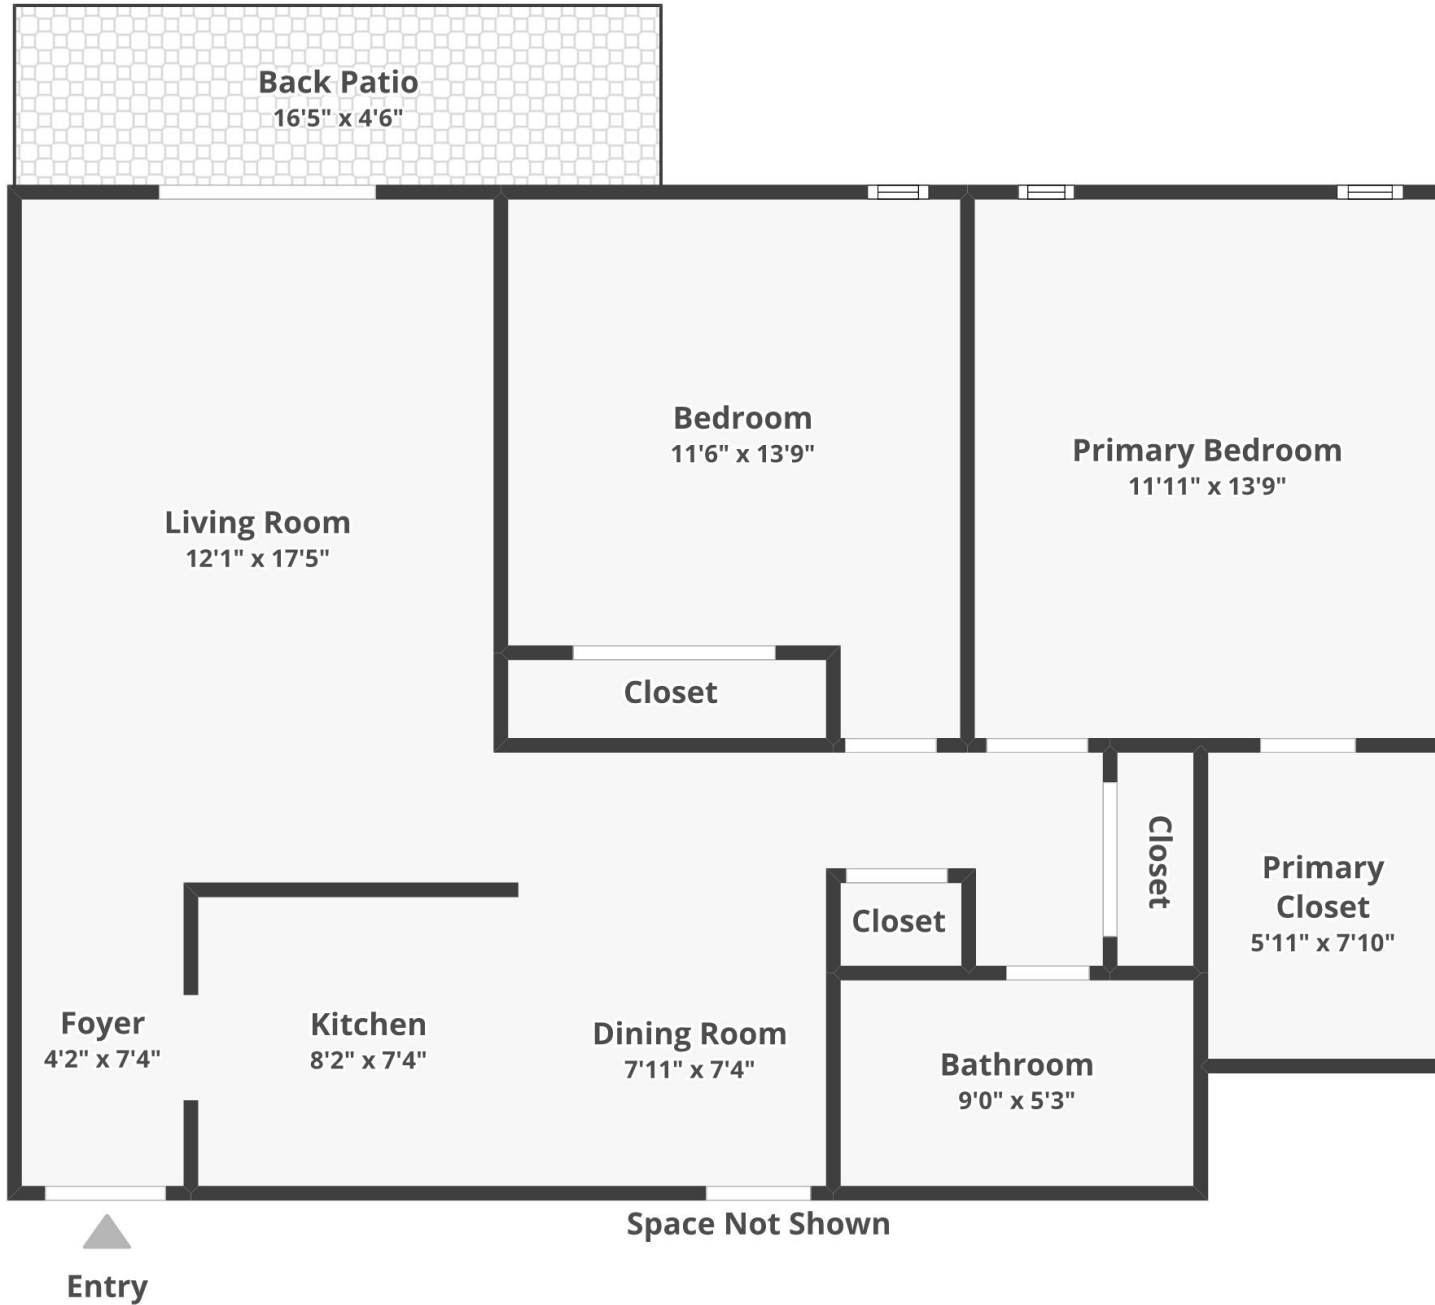 Back Patio
16'5" x 4'6"
Bedroom
11'6" x 13'9"
Primary Bedroom
11'11" x 13'9"
Living Room
12'1" x 17'5"
Closet
Closet
Primary
Closet
5'11" x 7'10"
Closet
Foyer
4'2" x 7'4"
Kitchen
8'2" x 7'4"
Dining Room
7'11" x 7'4"
Bathroom
9'0" x 5'3"
Space Not Shown
Entry